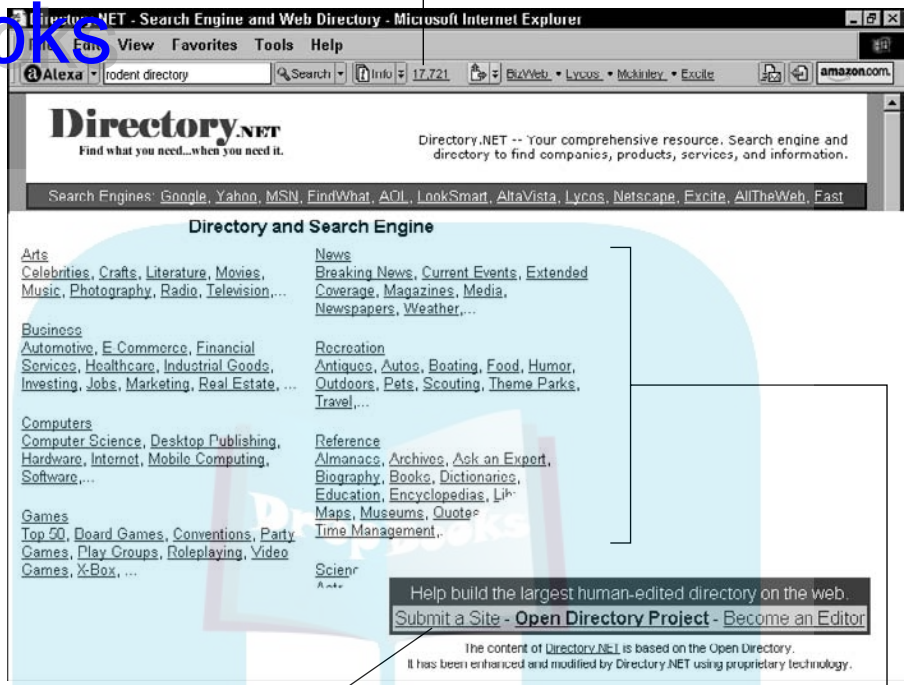 Directory.NET - Search Engine and Web Directory - Microsoft Internet Explorer
oks
Edit View Favorites Tools Help
Alexa rodent directory Search Info 17,721 BizWeb • Lycos • Mckinley • Excite amazon.com.
Directory.NET
Find what you need...when you need it.
Directory.NET -- Your comprehensive resource. Search engine and
directory to find companies, products, services, and information.
Search Engines: Google, Yahoo, MSN, FindWhat, AOL, LookSmart, AltaVista, Lycos, Netscape, Excite, AllTheWeb, Fast
Directory and Search Engine
Arts
Celebrities, Crafts, Literature, Movies,
Music, Photography, Radio, Television,...
Business
Automotive, E-Commerce, Financial
Services, Healthcare, Industrial Goods,
Investing, Jobs, Marketing, Real Estate, ...
Computers
Computer Science, Desktop Publishing,
Hardware, Internet, Mobile Computing,
Software,...
Games
Top 50, Board Games, Conventions, Party
Games, Play Groups, Roleplaying, Video
Games, X-Box, ...
News
Breaking News, Current Events, Extended
Coverage, Magazines, Media,
Newspapers, Weather,...
Recreation
Antiques, Autos, Boating, Food, Humor,
Outdoors, Pets, Scouting, Theme Parks,
Travel,...
Reference
Almanacs, Archives, Ask an Expert,
Biography, Books, Dictionaries,
Education, Encyclopedias,
Maps, Museums,
Time Management,
DropBooks
Help build the largest human-edited directory on the web.
Submit a Site - Open Directory Project - Become an Editor
The content of Directory.NET is based on the Open Directory.
It has been enhanced and modified by Directory.NET using proprietary technology.